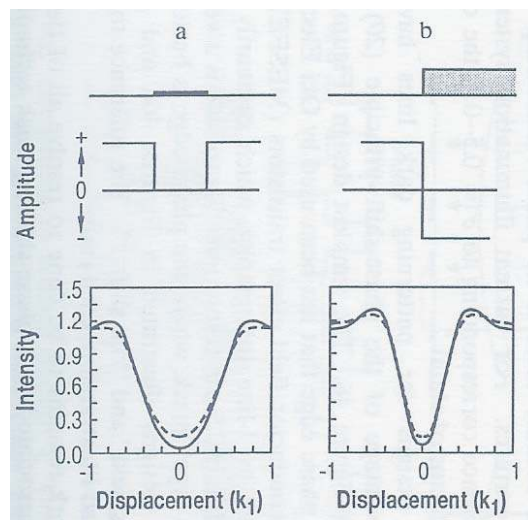 a
b
Amplitude
+
0
-
Intensity
1.5
1.2
0.9
0.6
0.3
0.0
-1 0 1
-1 0 1
Displacement (k1)
Displacement (k1)